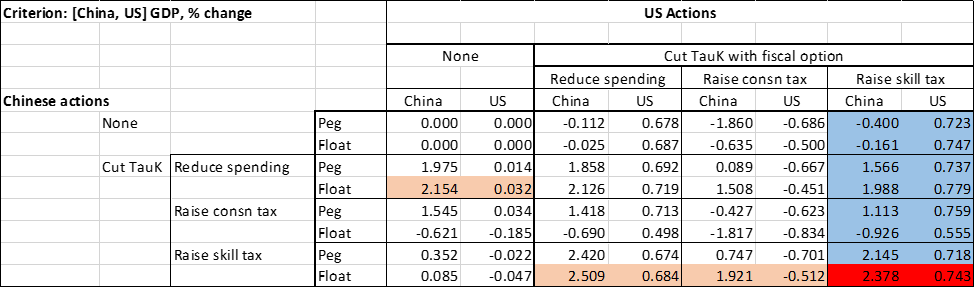 Criterion: [China, US] GDP, % change US Actions
None Cut TauK with fiscal option
Reduce spending Raise consn tax Raise skill tax
Chinese actions China US China US China US China US
None Peg 0.000 0.000 -0.112 0.678 -1.860 -0.686 -0.400 0.723
Float 0.000 0.000 -0.025 0.687 -0.635 -0.500 -0.161 0.747
Cut TauK Reduce spending Peg 1.975 0.014 1.858 0.692 0.089 -0.667 1.566 0.737
Float 2.154 0.032 2.126 0.719 1.508 -0.451 1.988 0.779
Raise consn tax Peg 1.545 0.034 1.418 0.713 -0.427 -0.623 1.113 0.759
Float -0.621 -0.185 -0.690 0.498 -1.817 -0.834 -0.926 0.555
Raise skill tax Peg 0.352 -0.022 2.420 0.674 0.747 -0.701 2.145 0.718
Float 0.085 -0.047 2.509 0.684 1.921 -0.512 2.378 0.743